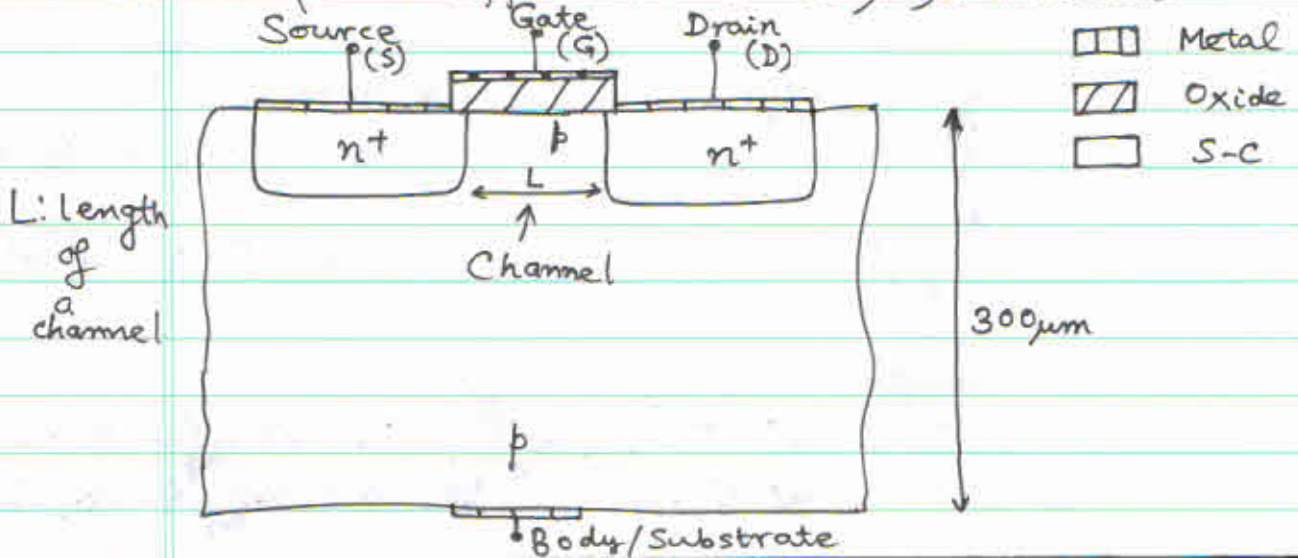 Source
(S)
Gate
(G)
Drain
(D)
Metal
Oxide
S-C
n+
p
n+
L
L: length
of
a
channel
Channel
300μm
p
Body/Substrate